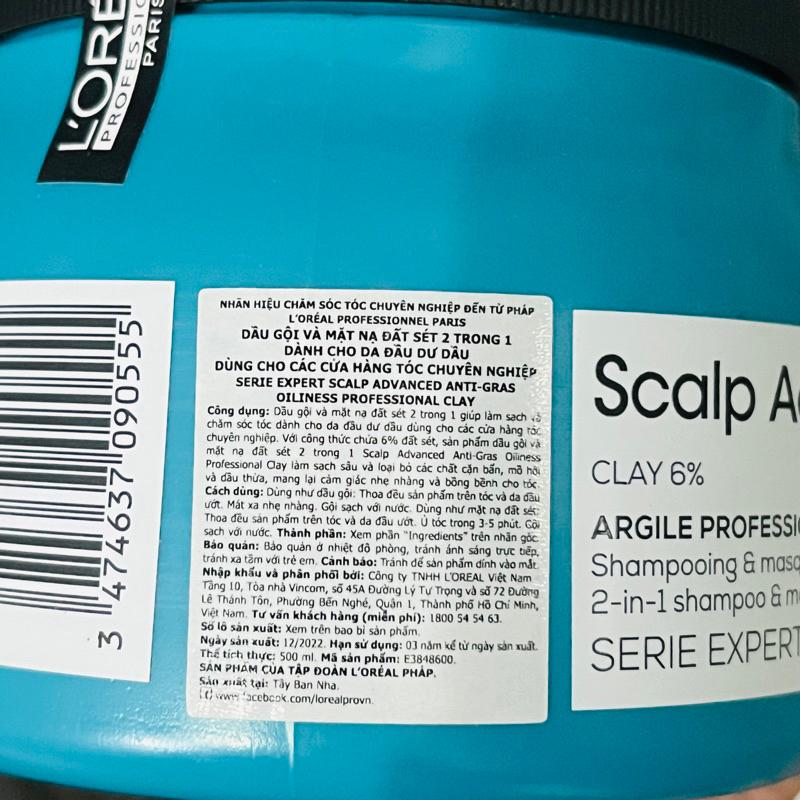 L'ORÉ
PROFESSIO
PARIS
3 474637 090555
NHÃN HIỆU CHĂM SÓC TÓC CHUYÊN NGHIỆP ĐẾN TỪ PHÁP
L'ORÉAL PROFESSIONNEL PARIS
DẦU GỘI VÀ MẶT NẠ ĐẤT SÉT 2 TRONG 1
DÀNH CHO DA ĐẦU DƯ DẦU
DÙNG CHO CÁC CỬA HÀNG TÓC CHUYÊN NGHIỆP
SERIE EXPERT SCALP ADVANCED ANTI-GRAS
OILINESS PROFESSIONAL CLAY
Công dụng: Dầu gội và mặt nạ đất sét 2 trong 1 giúp làm sạch và
chăm sóc tóc dành cho da đầu dư dầu dùng cho các cửa hàng tóc
chuyên nghiệp. Với công thức chứa 6% đất sét, sản phẩm dầu gội và
mặt nạ đất sét 2 trong 1 Scalp Advanced Anti-Gras Oiliness
Professional Clay làm sạch sâu và loại bỏ các chất cặn bẩn, mồ hôi
và dầu thừa, mang lại cảm giác nhẹ nhàng và bồng bềnh cho tóc.
Cách dùng: Dùng như dầu gội: Thoa đều sản phẩm trên tóc và da đầu
ướt. Mát xa nhẹ nhàng. Gội sạch với nước. Dùng như mặt nạ đất sét:
Thoa đều sản phẩm trên tóc và da đầu ướt. Ủ tóc trong 3-5 phút. Gội
sạch với nước. Thành phần: Xem phần "Ingredients" trên nhãn gốc.
Bảo quản: Bảo quản ở nhiệt độ phòng, tránh ánh sáng trực tiếp,
tránh xa tầm với trẻ em. Cảnh báo: Tránh để sản phẩm dính vào mắt.
Nhập khẩu và phân phối bởi: Công ty TNHH L'OREAL Việt Nam
Tầng 10, Tòa nhà Vincom, số 45A Đường Lý Tự Trọng và số 72 Đường
Lê Thánh Tôn, Phường Bến Nghé, Quận 1, Thành phố Hồ Chí Minh,
Việt Nam. Tư vấn khách hàng (miễn phí): 1800 54 54 63.
Số lô sản xuất: Xem trên bao bì sản phẩm.
Ngày sản xuất: 12/2022. Hạn sử dụng: 03 năm kể từ ngày sản xuất.
Thể tích thực: 500 ml. Mã sản phẩm: E3848600.
SẢN PHẨM CỦA TẬP ĐOÀN L'ORÉAL PHÁP.
Sản xuất tại: Tây Ban Nha.
www.facebook.com/lorealprovn.
Scalp A
CLAY 6%
ARGILE PROFESSIO
Shampooing & masq
2-in-1 shampoo & m
SERIE EXPERT